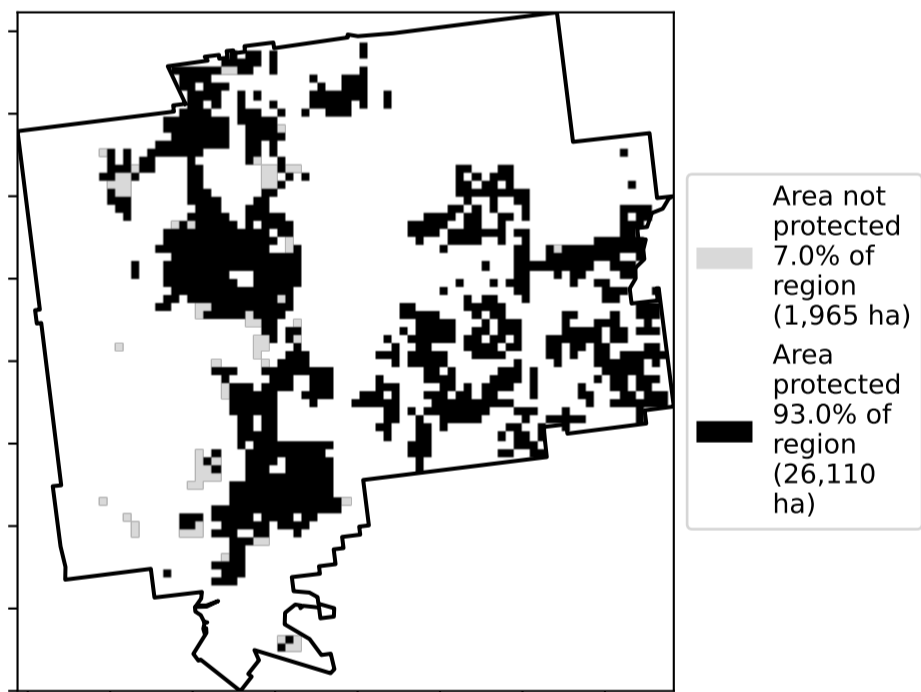 Area not
protected
7.0% of
region
(1,965 ha)
Area
protected
93.0% of
region
(26,110
ha)